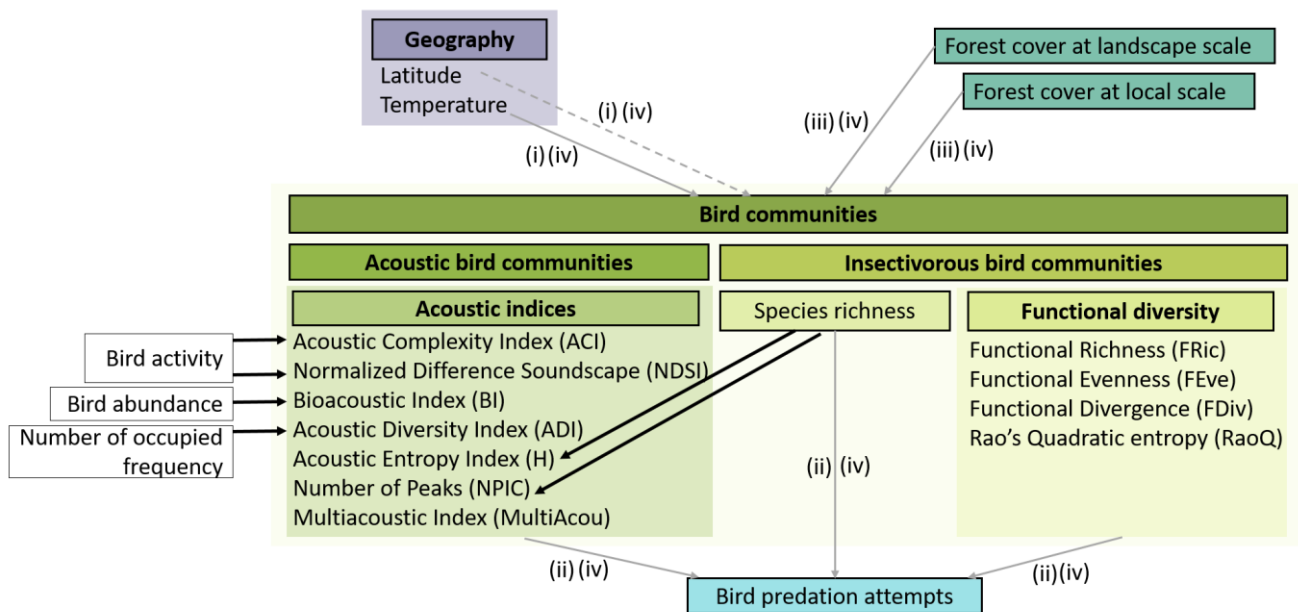 Geography
Latitude
Temperature
Forest cover at landscape scale
Forest cover at local scale
(i) (iv)
(i) (iv)
(iii) (iv)
(iii) (iv)
Bird communities
Acoustic bird communities
Insectivorous bird communities
Acoustic indices
Acoustic Complexity Index (ACI)
Normalized Difference Soundscape (NDSI)
Bioacoustic Index (BI)
Acoustic Diversity Index (ADI)
Acoustic Entropy Index (H)
Number of Peaks (NPIC)
Multiacoustic Index (MultiAcou)
Bird activity
Bird abundance
Number of occupied
frequency
Species richness
Functional diversity
Functional Richness (FRic)
Functional Evenness (FEve)
Functional Divergence (FDiv)
Rao's Quadratic entropy (RaoQ)
(ii) (iv)
(ii) (iv)
(ii) (iv)
Bird predation attempts